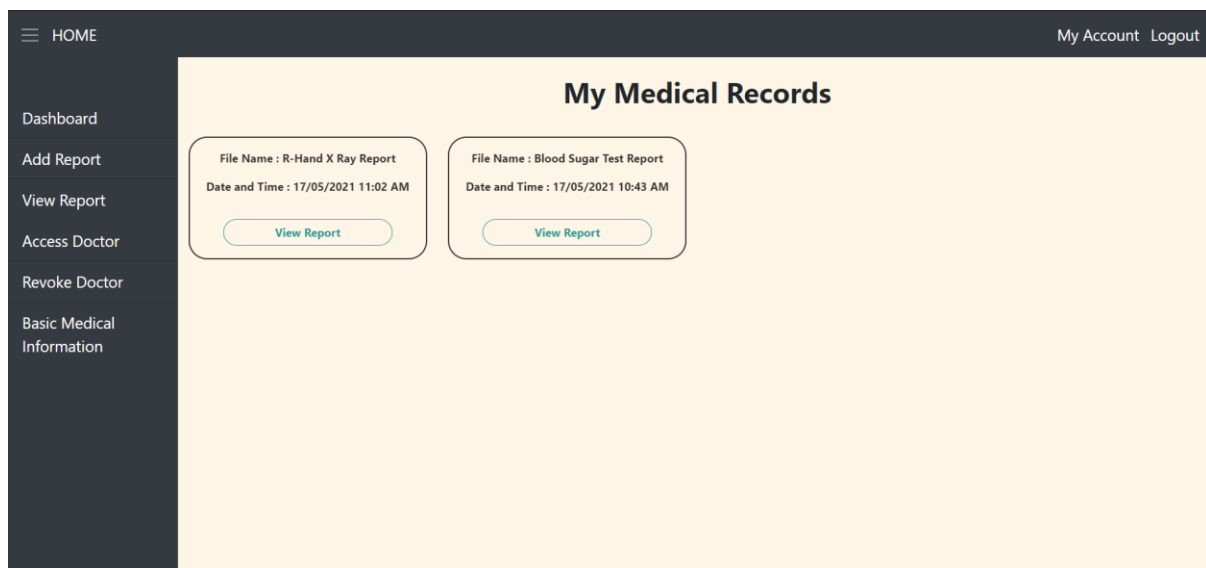 HOME
My Account Logout
Dashboard
Add Report
View Report
Access Doctor
Revoke Doctor
Basic Medical
Information
My Medical Records
File Name : R-Hand X Ray Report
Date and Time : 17/05/2021 11:02 AM
View Report
File Name : Blood Sugar Test Report
Date and Time : 17/05/2021 10:43 AM
View Report